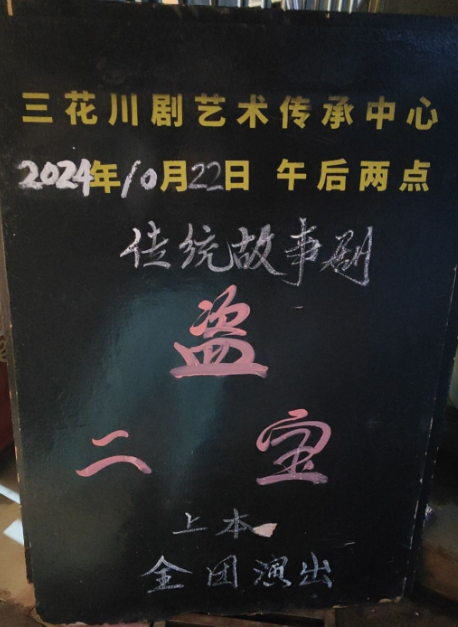 三花川剧艺术传承中心
2024年10月22日 午后两点
传统故事剧
盗
二 宝
上本
全团演出